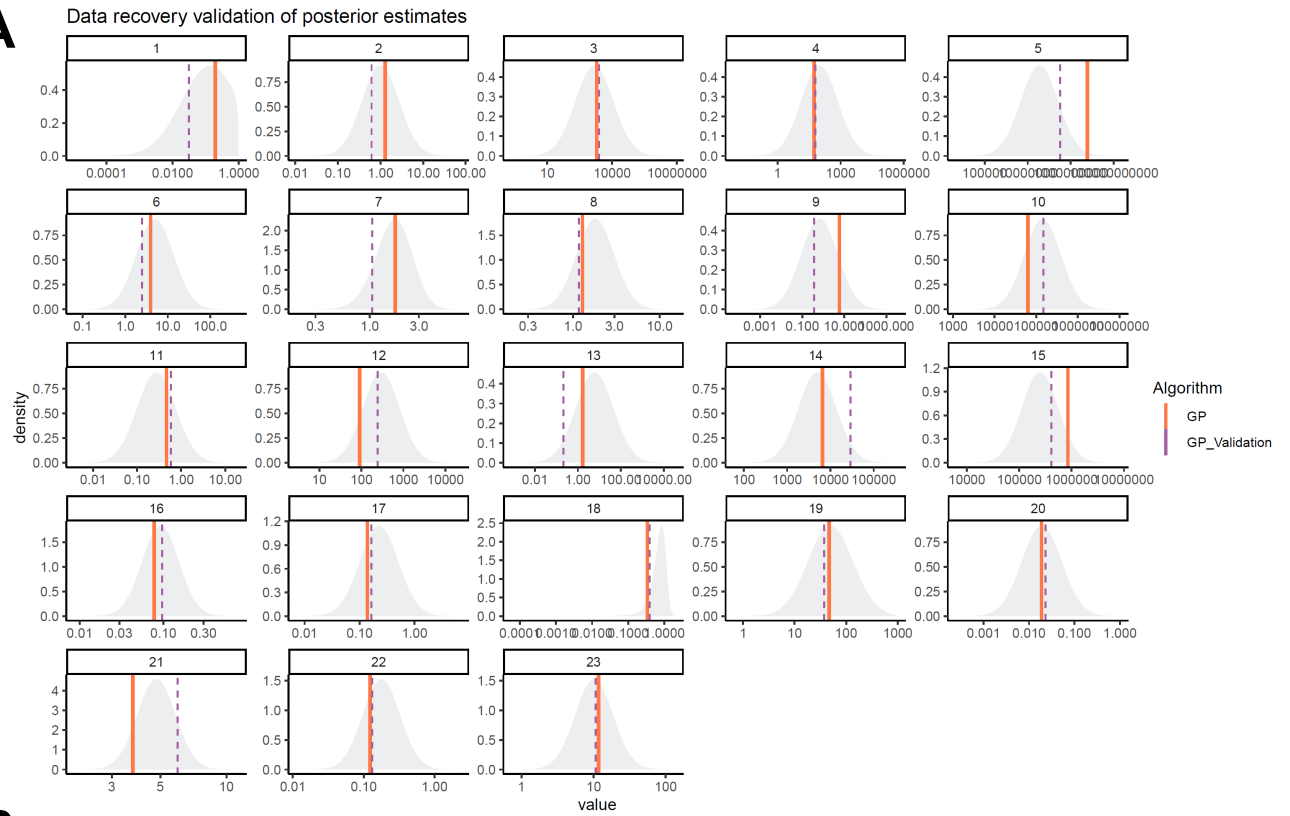 A
Data recovery validation of posterior estimates
1 2 3 4 5
0.4 0.2 0.0
0.0001 0.0100 1.0000
0.75 0.50 0.25 0.00
0.01 0.10 1.00 10.00 100.00
0.4 0.3 0.2 0.1 0.0
10 10000 10000000
0.4 0.3 0.2 0.1 0.0
1 1000 1000000
0.4 0.3 0.2 0.1 0.0
6 7 8 9 10
0.75 0.50 0.25 0.00
0.1 1.0 10.0 100.0
2.0 1.5 1.0 0.5 0.0
0.3 1.0 3.0
1.5 1.0 0.5 0.0
0.3 1.0 3.0 10.0
0.4 0.3 0.2 0.1 0.0
0.001 0.100 10.000 1000.000
0.75 0.50 0.25 0.00
1000
11 12 13 14 15
density
0.75 0.50 0.25 0.00
0.01 0.10 1.00 10.00
0.75 0.50 0.25 0.00
10 100 1000 10000
0.4 0.3 0.2 0.1 0.0
0.01 1.00
0.75 0.50 0.25 0.00
100 1000 10000 100000
1.2 0.9 0.6 0.3 0.0
10000
Algorithm
GP
GP_Validation
16 17 18 19 20
1.5 1.0 0.5 0.0
0.01 0.03 0.10 0.30
1.2 0.9 0.6 0.3 0.0
0.01 0.10 1.00
2.5 2.0 1.5 1.0 0.5 0.0
0.75 0.50 0.25 0.00
1 10 100 1000
0.75 0.50 0.25 0.00
0.001 0.010 0.100 1.000
21 22 23
4 3 2 1 0
3 5 10
1.5 1.0 0.5 0.0
0.01 0.10 1.00
1.5 1.0 0.5 0.0
1 10 100
value